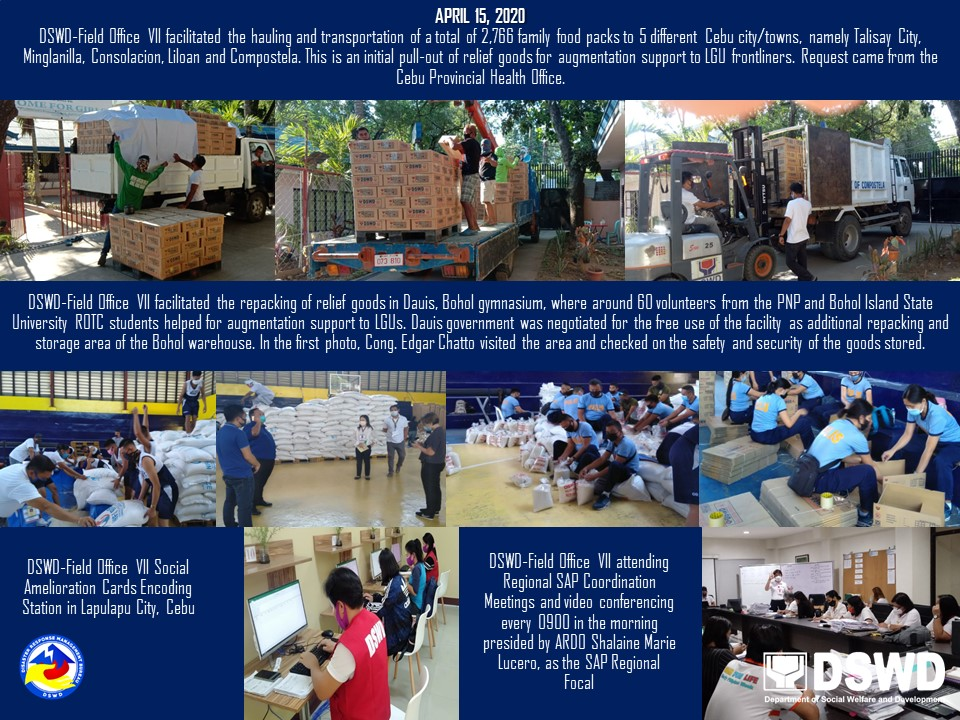 APRIL 15, 2020
DSWD-Field Office VII facilitated the hauling and transportation of a total of 2,766 family food packs to 5 different Cebu city/towns, namely Talisay City,
Minglanilla, Consolacion, Liloan and Compostela. This is an initial pull-out of relief goods for augmentation support to LGU frontliners. Request came from the
Cebu Provincial Health Office.
OF COMPOSTELA
25
DSWD-Field Office VII facilitated the repacking of relief goods in Dauis, Bohol gymnasium, where around 60 volunteers from the PNP and Bohol Island State
University ROTC students helped for augmentation support to LGUs. Dauis government was negotiated for the free use of the facility as additional repacking and
storage area of the Bohol warehouse. In the first photo, Cong. Edgar Chatto visited the area and checked on the safety and security of the goods stored.
DSWD-Field Office VII Social
Amelioration Cards Encoding
Station in Lapulapu City, Cebu
DISASTER RESPONSE MANAGEMENT BUREAU
DSWD
DSWD
DSWD-Field Office VII attending
Regional SAP Coordination
Meetings and video conferencing
every 0900 in the morning
presided by ARDO Shalaine Marie
Lucero, as the SAP Regional
Focal
DSWD
Department of Social Welfare and Development